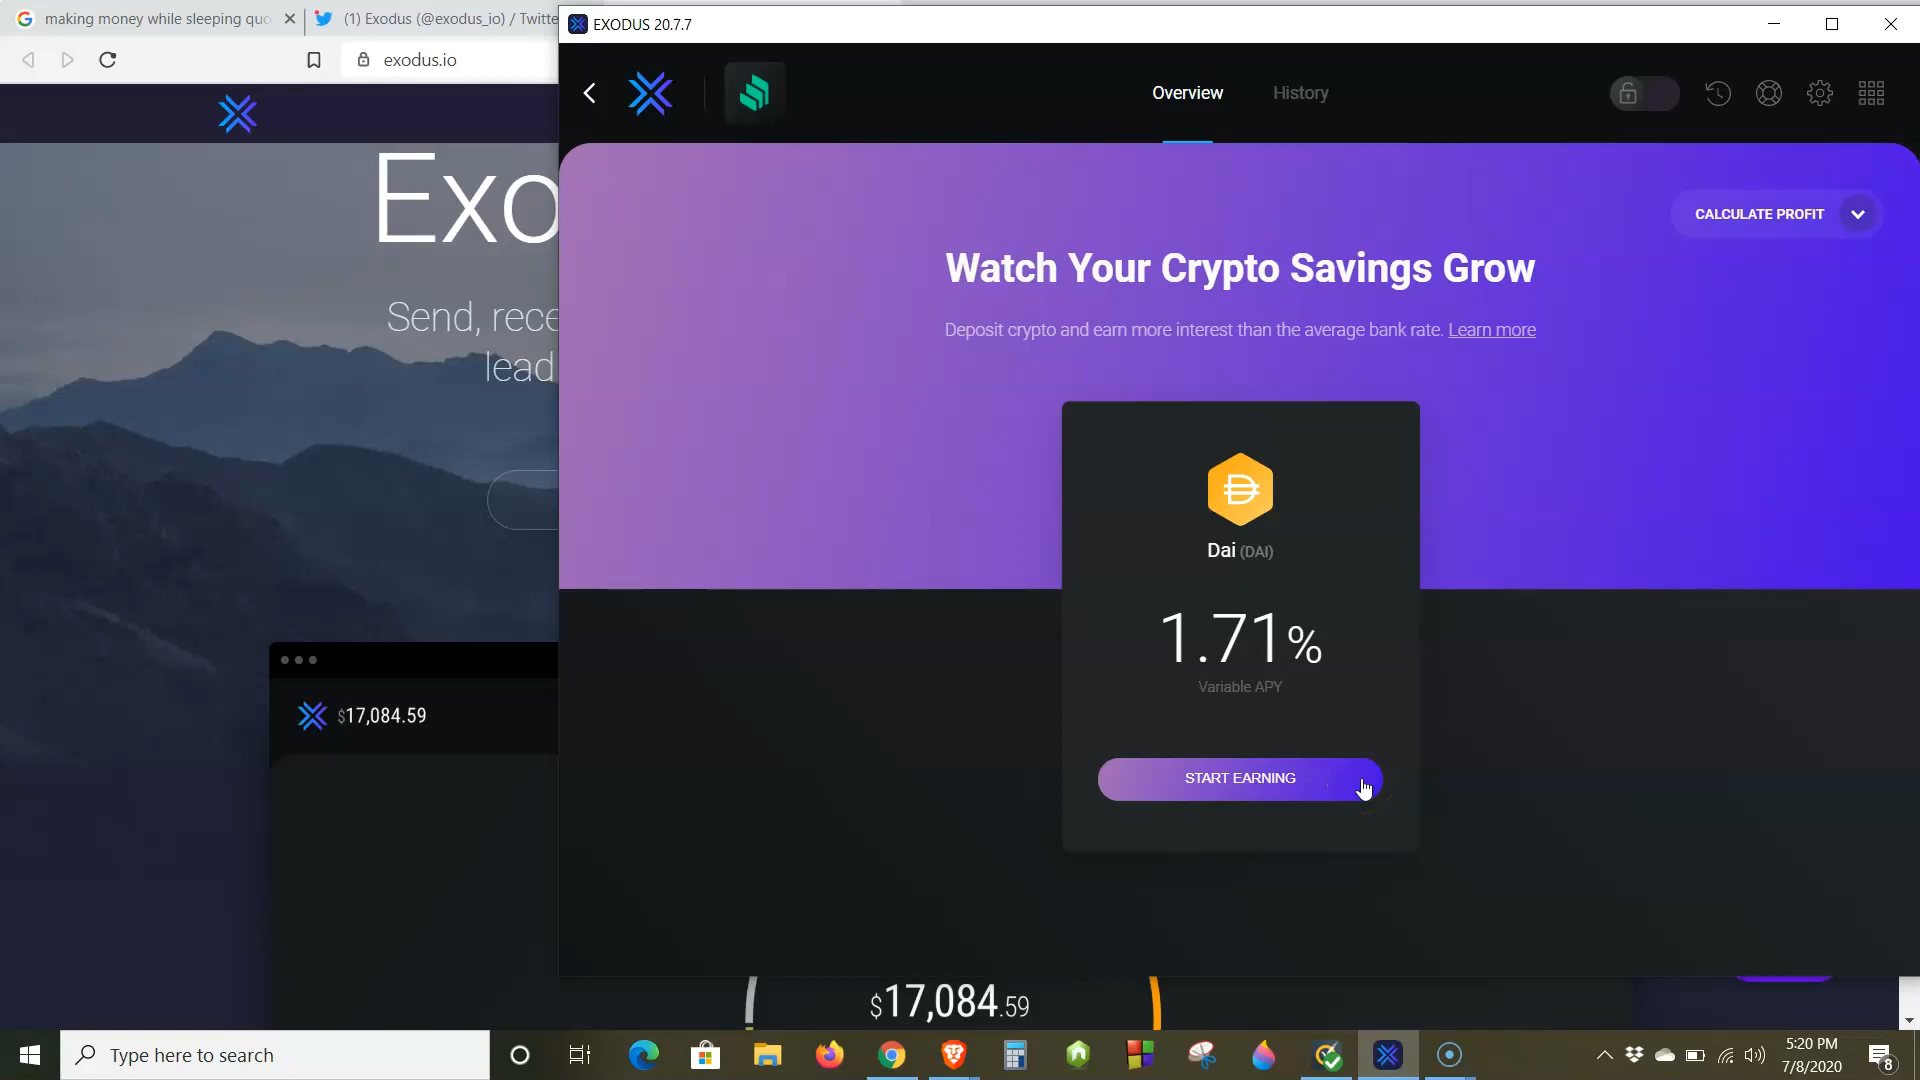 making money while sleeping quo
(1) Exodus (@exodus_io) / Twitte
EXODUS 20.7.7
exodus.io
Overview
History
CALCULATE PROFIT
Watch Your Crypto Savings Grow
Deposit crypto and earn more interest than the average bank rate. Learn more
Exo
Send, rece
lead
Dai (DAI)
1.71%
Variable APY
START EARNING
$17,084.59
$17,084.59
Type here to search
5:20 PM
7/8/2020
8